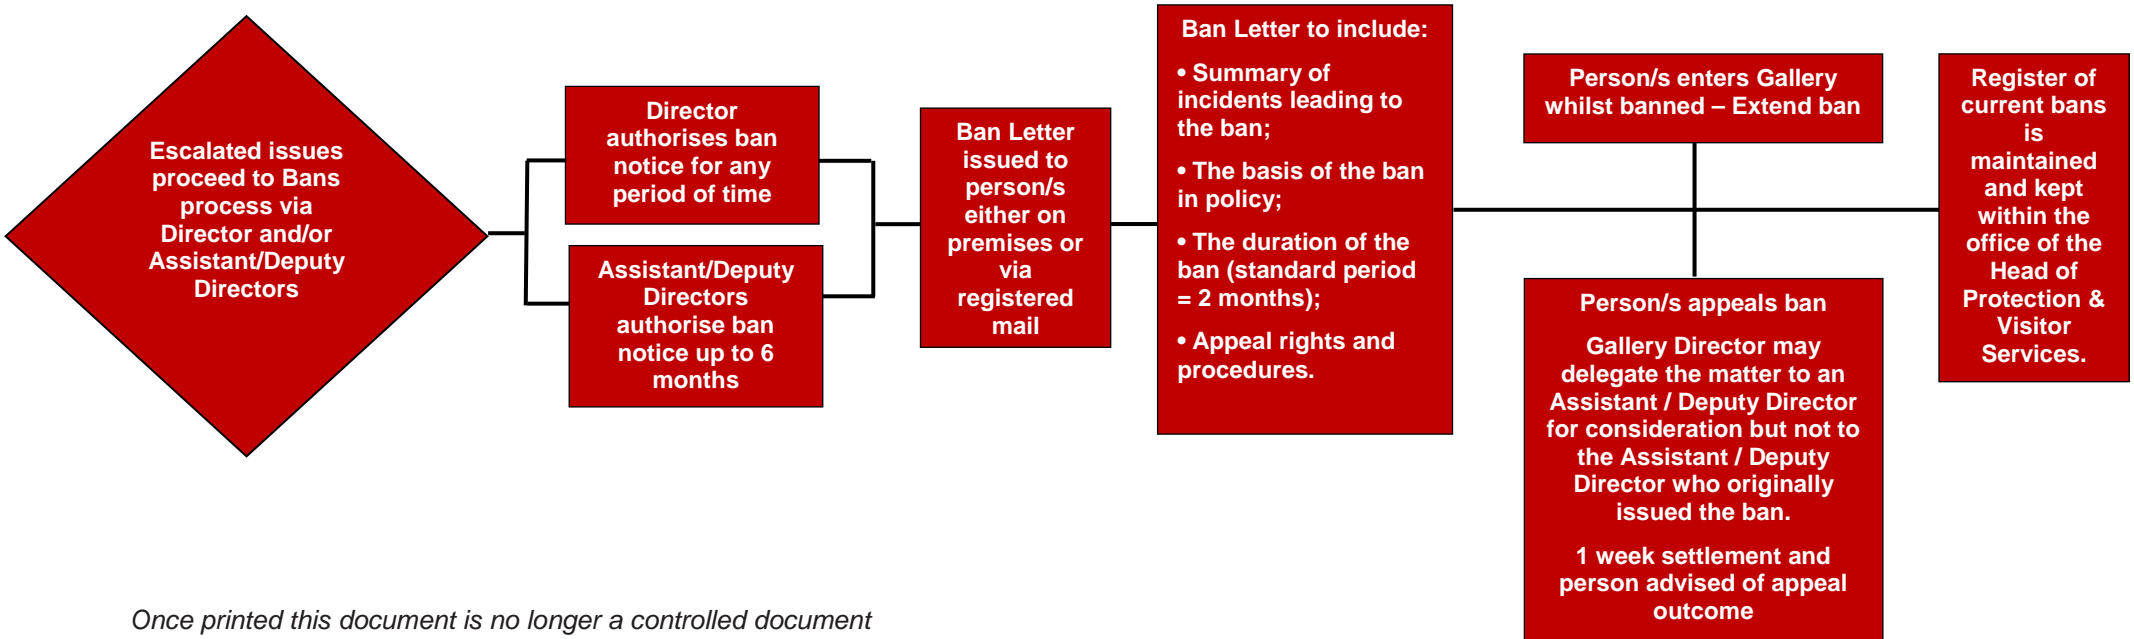 Escalated issues
proceed to Bans
process via
Director and/or
Assistant/Deputy
Directors
Director
authorises ban
notice for any
period of time
Assistant/Deputy
Directors
authorise ban
notice up to 6
months
Ban Letter
issued to
person/s
either on
premises or
via
registered
mail
Ban Letter to include:
• Summary of
incidents leading to
the ban;
• The basis of the ban
in policy;
• The duration of the
ban (standard period
= 2 months);
• Appeal rights and
procedures.
Person/s enters Gallery
whilst banned – Extend ban
Person/s appeals ban
Gallery Director may
delegate the matter to an
Assistant / Deputy Director
for consideration but not to
the Assistant / Deputy
Director who originally
issued the ban.
1 week settlement and
person advised of appeal
outcome
Register of
current bans
is
maintained
and kept
within the
office of the
Head of
Protection &
Visitor
Services.
Once printed this document is no longer a controlled document